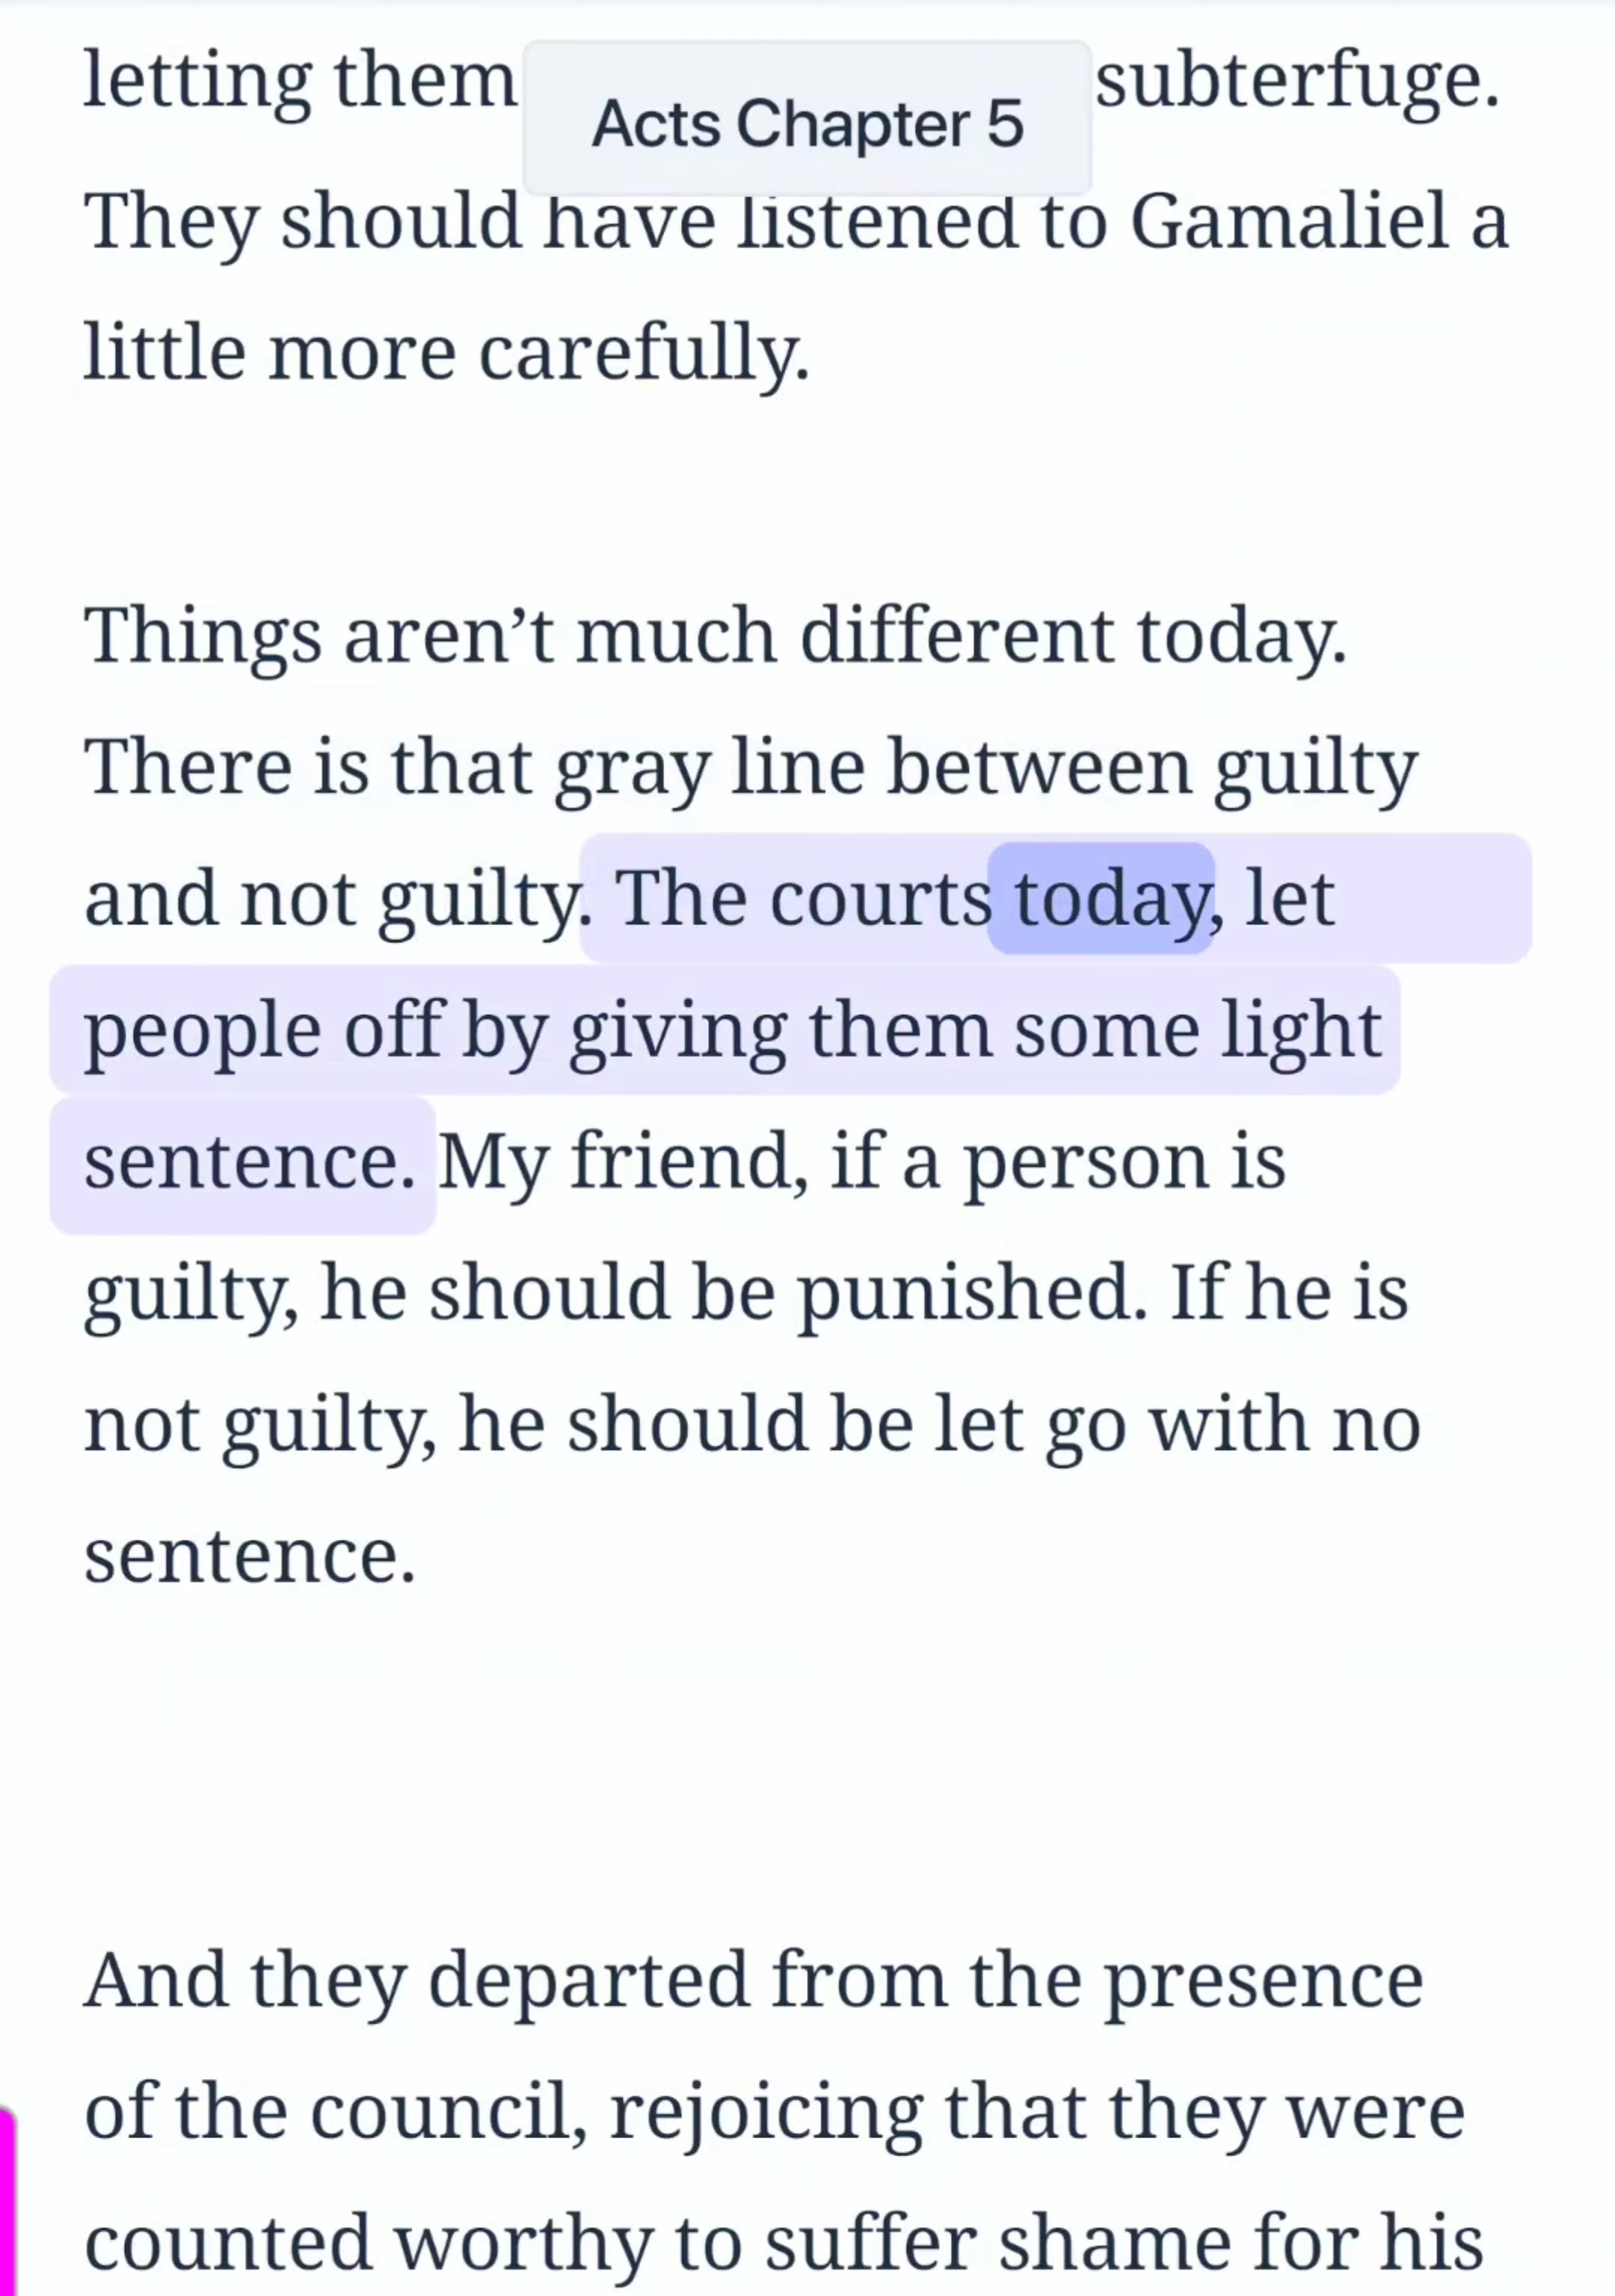 letting them subterfuge.
Acts Chapter 5
They should have listened to Gamaliel a
little more carefully.
Things aren’t much different today.
There is that gray line between guilty
and not guilty. The courts today, let
people off by giving them some light
sentence. My friend, if a person is
guilty, he should be punished. If he is
not guilty, he should be let go with no
sentence.
And they departed from the presence
of the council, rejoicing that they were
counted worthy to suffer shame for his